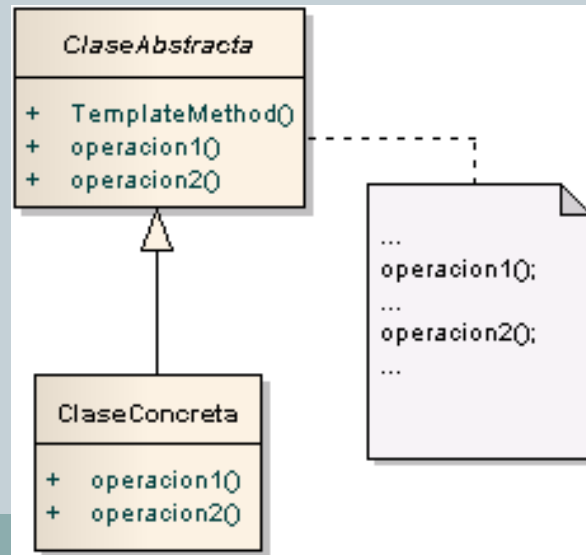 ClaseAbstracta
+ TemplateMethod()
+ operacion1()
+ operacion2()
...
operacion1();
...
operacion2();
...
ClaseConcreta
+ operacion1()
+ operacion2()